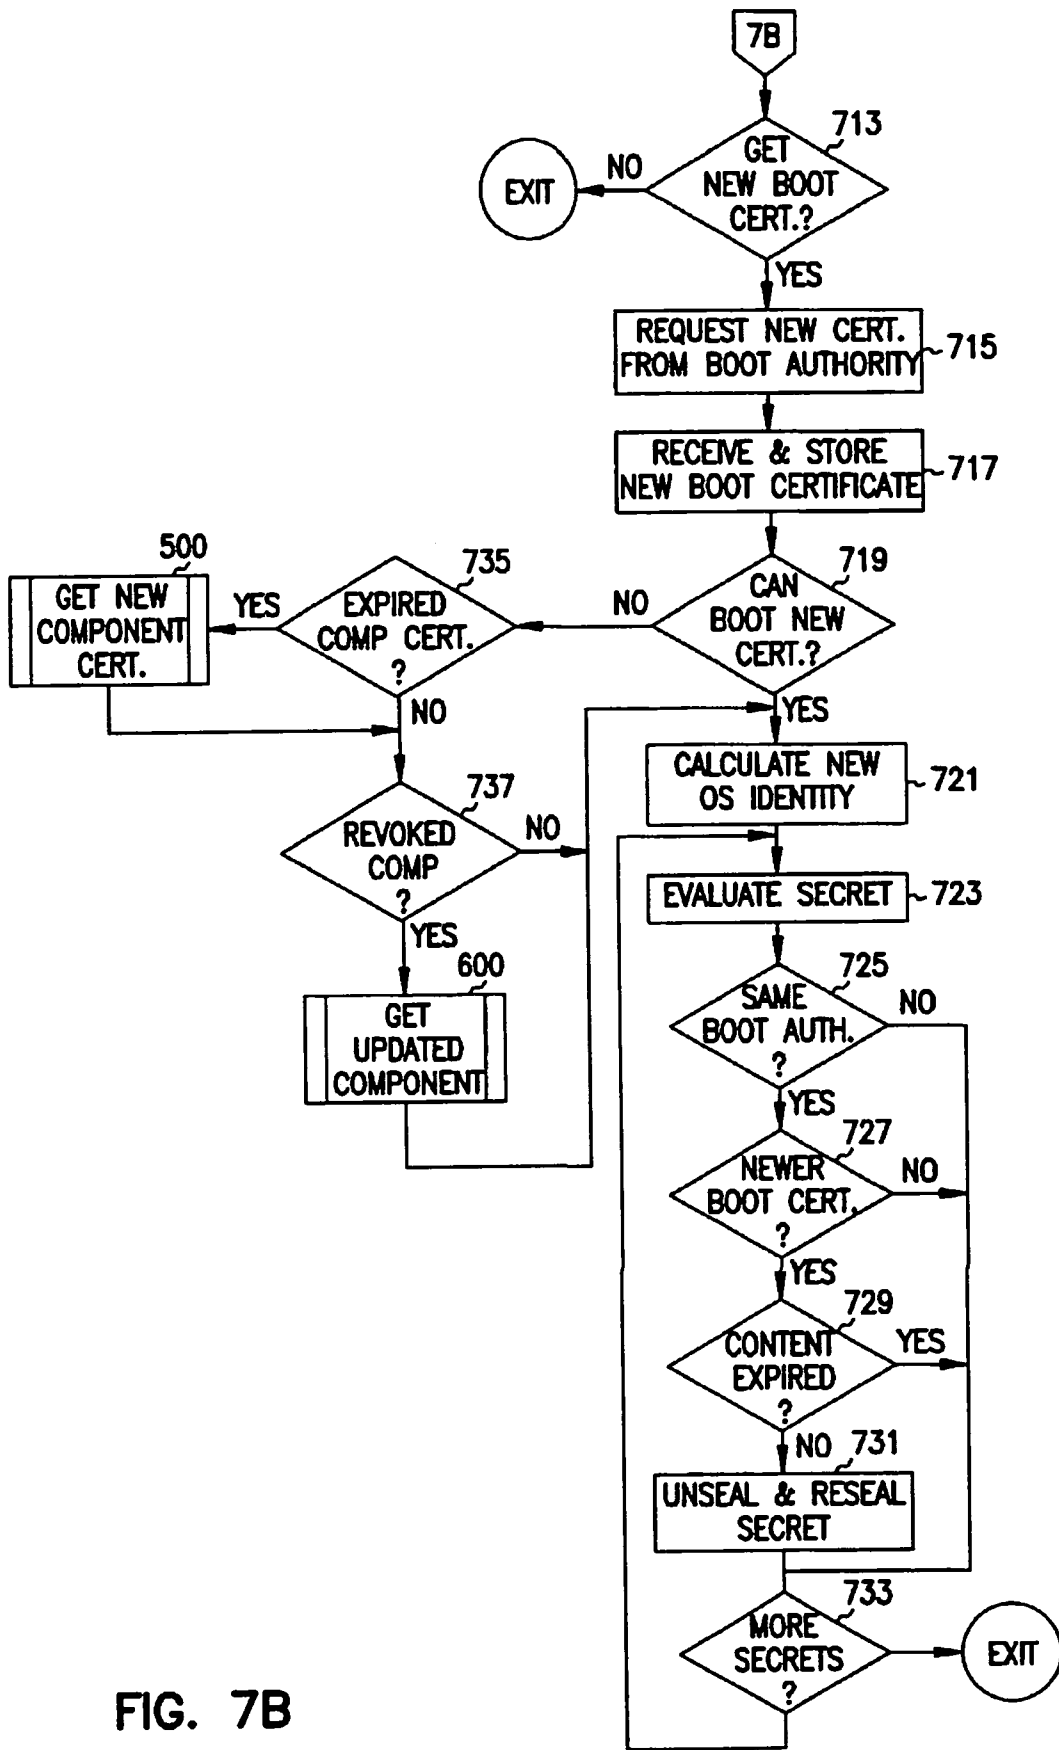 7B
713
GET
NEW BOOT
CERT.?
NO
EXIT
YES
REQUEST NEW CERT.
FROM BOOT AUTHORITY
715
RECEIVE & STORE
NEW BOOT CERTIFICATE
717
719
CAN
BOOT NEW
CERT.?
NO
735
EXPIRED
COMP CERT.
?
YES
500
GET NEW
COMPONENT
CERT.
NO
YES
CALCULATE NEW
OS IDENTITY
721
737
REVOKED
COMP
?
NO
YES
600
GET
UPDATED
COMPONENT
EVALUATE SECRET
723
725
SAME
BOOT AUTH.
?
NO
YES
727
NEWER
BOOT CERT.
?
NO
YES
729
CONTENT
EXPIRED
?
YES
NO
731
UNSEAL & RESEAL
SECRET
733
MORE
SECRETS
?
EXIT
FIG. 7B